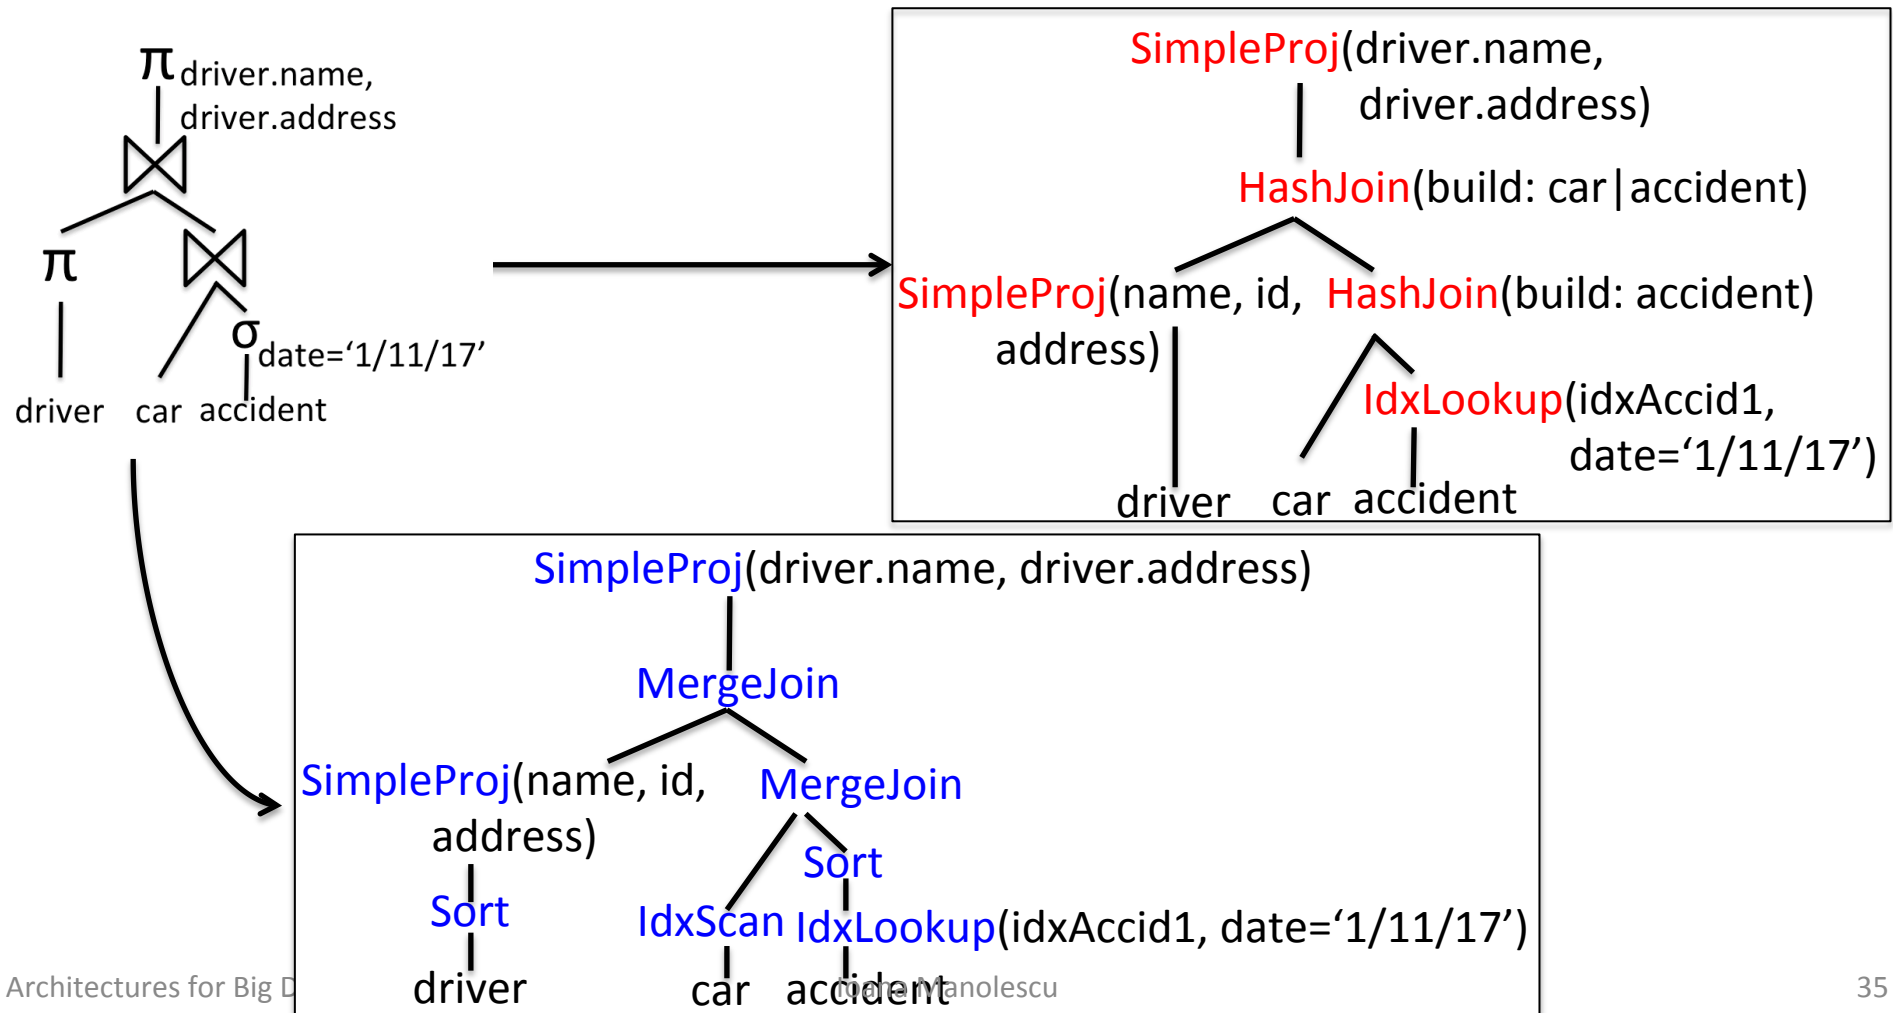 π driver.name,
driver.address
π
σ date=‘1/11/17’
driver car accident
SimpleProj(driver.name,
driver.address)
HashJoin(build: car|accident)
SimpleProj(name, id,
address)
HashJoin(build: accident)
IdxLookup(idxAccid1,
date=‘1/11/17’)
driver car accident
SimpleProj(driver.name, driver.address)
MergeJoin
SimpleProj(name, id,
address)
MergeJoin
Sort
Sort
IdxScan IdxLookup(idxAccid1, date=‘1/11/17’)
driver car accident
Architectures for Big D
Ioana Manolescu
35